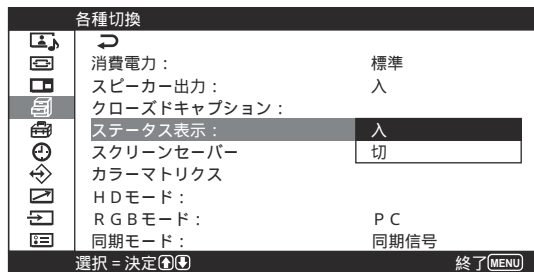 各種切換
消費電力： 標準
スピーカー出力： 入
クローズドキャプション：
ステータス表示： 入
スクリーンセーバー 切
カラーマトリクス
ＨＤモード：
ＲＧＢモード： ＰＣ
同期モード： 同期信号
選択＝決定 終了 MENU